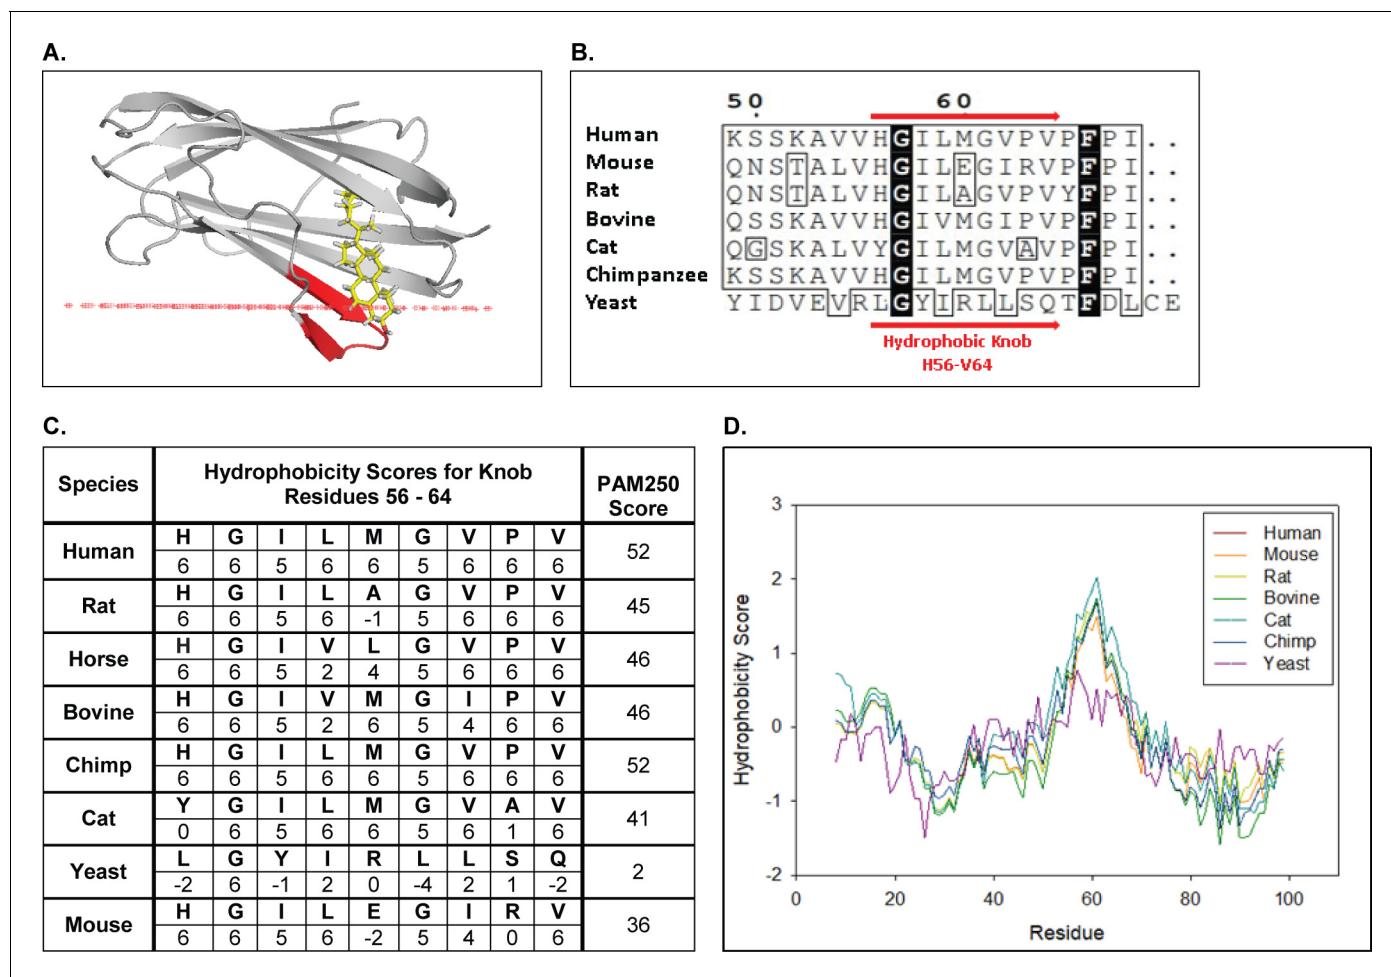 A.
B.
50 60
Human KSSKAVVHGILMGVPVPFPI..
Mouse QNSTALVHGILEGIRVPFPI..
Rat QNSTALVHGILAGVPVYFPI..
Bovine QSSKAVVHGIVMGIPVPFPI..
Cat QGSKALVYGILMGVAVPFPI..
Chimpanzee KSSKAVVHGILMGVPVPFPI..
Yeast YIDVEVRLGYIRLLSQTFDLCE
Hydrophobic Knob
H56-V64
C.
Species Hydrophobicity Scores for Knob Residues 56 - 64 PAM250 Score
Human H G I L M G V P V 52
6 6 5 6 6 5 6 6 6
Rat H G I L A G V P V 45
6 6 5 6 -1 5 6 6 6
Horse H G I V L G V P V 46
6 6 5 2 4 5 6 6 6
Bovine H G I V M G I P V 46
6 6 5 2 6 5 4 6 6
Chimp H G I L M G V P V 52
6 6 5 6 6 5 6 6 6
Cat Y G I L M G V A V 41
0 6 5 6 6 5 6 1 6
Yeast L G Y I R L L S Q 2
-2 6 -1 2 0 -4 2 1 -2
Mouse H G I L E G I R V 36
6 6 5 6 -2 5 4 0 6
D.
Hydrophobicity Score
3
2
1
0
-1
-2
0 20 40 60 80 100
Residue
Human
Mouse
Rat
Bovine
Cat
Chimp
Yeast